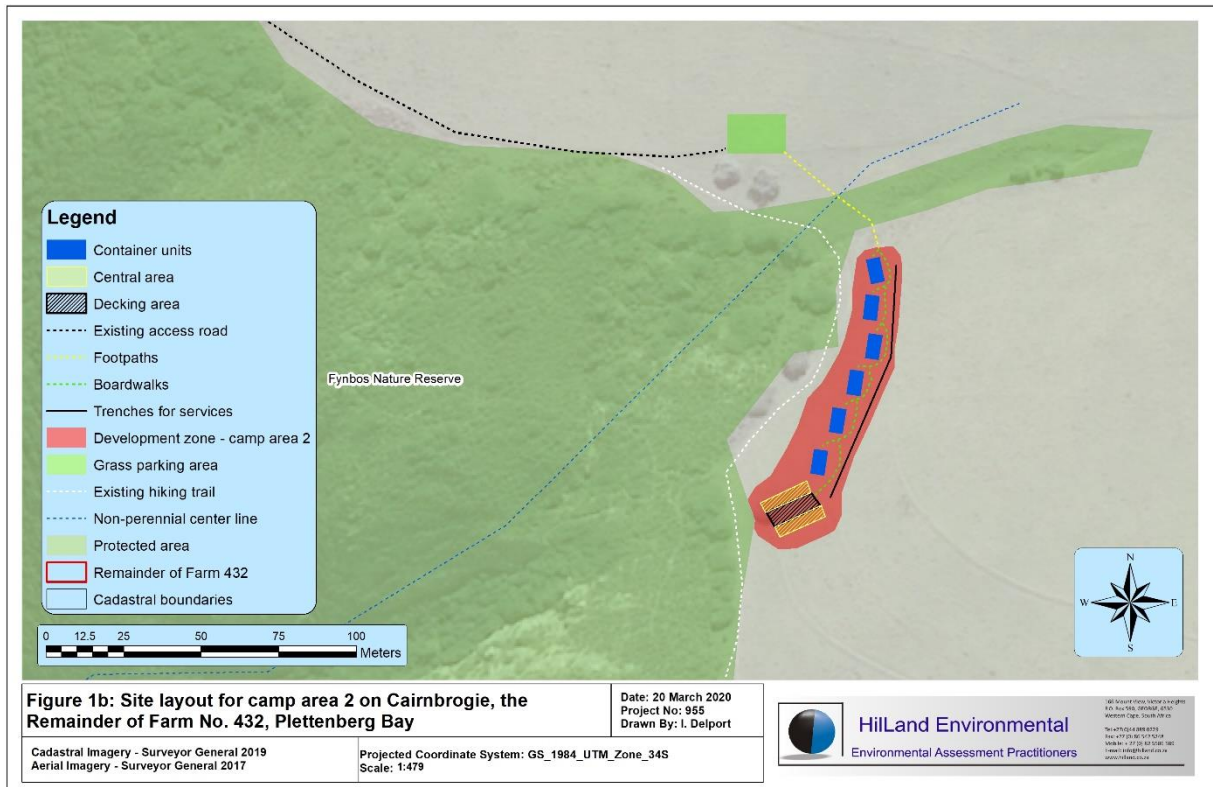 Fynbos Nature Reserve
Legend
Container units
Central area
Decking area
Existing access road
Footpaths
Boardwalks
Trenches for services
Development zone - camp area 2
Grass parking area
Existing hiking trail
Non-perennial center line
Protected area
Remainder of Farm 432
Cadastral boundaries
0 12.5 25 50 75 100
Meters
N
W E
S
Figure 1b: Site layout for camp area 2 on Cairnbrogie, the
Remainder of Farm No. 432, Plettenberg Bay
Date: 20 March 2020
Project No: 955
Drawn By: I. Delport
Cadastral Imagery - Surveyor General 2019
Aerial Imagery - Surveyor General 2017
Projected Coordinate System: GS_1984_UTM_Zone_34S
Scale: 1:479
HilLand Environmental
Environmental Assessment Practitioners
Western Cape, South Africa